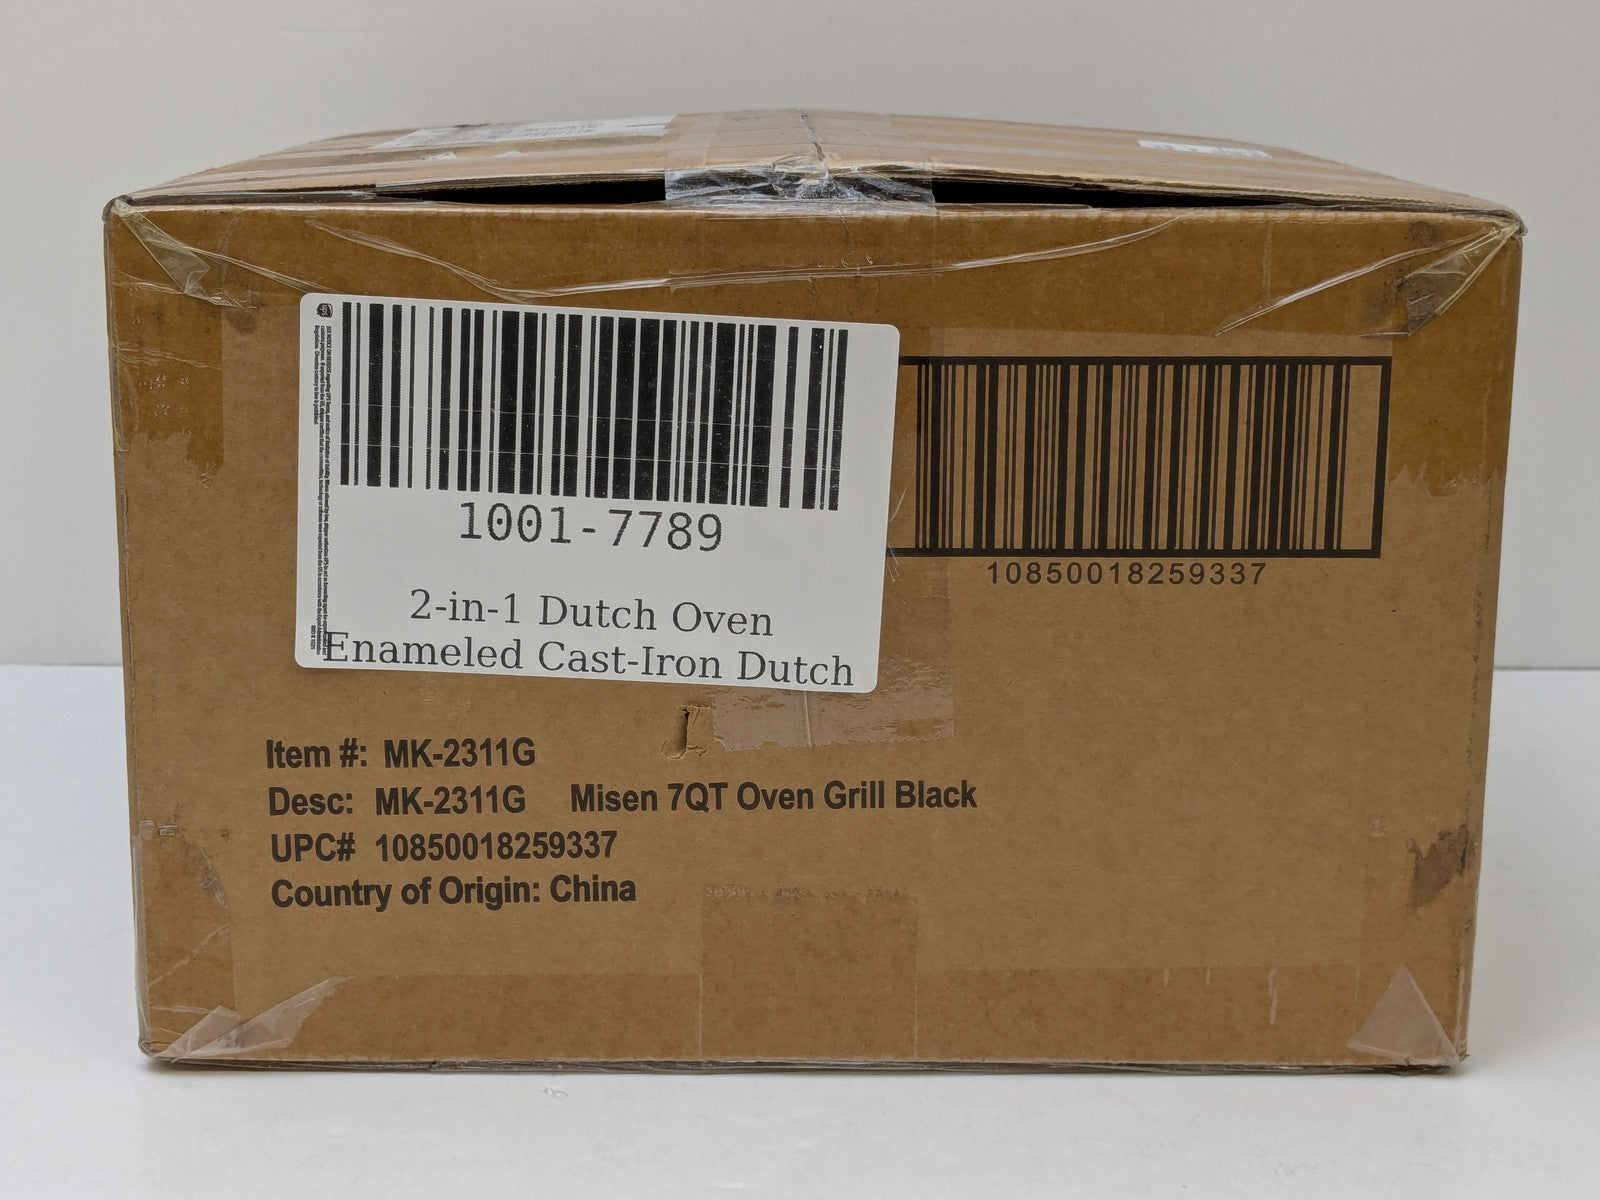 1001-7789
2-in-1 Dutch Oven
Enameled Cast-Iron Dutch
10850018259337
Item #: MK-2311G
Desc: MK-2311G Misen 7QT Oven Grill Black
UPC# 10850018259337
Country of Origin: China